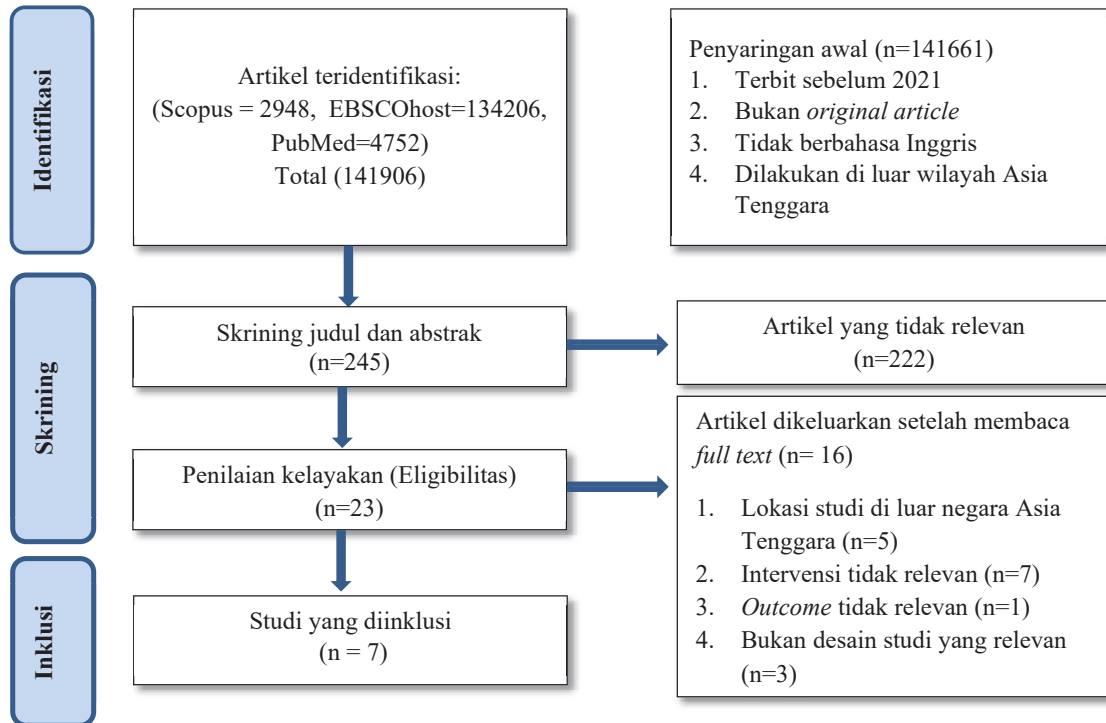 Identifikasi
Artikel teridentifikasi:
(Scopus = 2948, EBSCOhost=134206,
PubMed=4752)
Total (141906)
Penyaringan awal (n=141661)
1. Terbit sebelum 2021
2. Bukan original article
3. Tidak berbahasa Inggris
4. Dilakukan di luar wilayah Asia
Tenggara
Skrining
Skrining judul dan abstrak
(n=245)
Artikel yang tidak relevan
(n=222)
Penilaian kelayakan (Eligibilitas)
(n=23)
Artikel dikeluarkan setelah membaca
full text (n= 16)
1. Lokasi studi di luar negara Asia
Tenggara (n=5)
2. Intervensi tidak relevan (n=7)
3. Outcome tidak relevan (n=1)
4. Bukan desain studi yang relevan
(n=3)
Inklusi
Studi yang diinklusi
(n = 7)